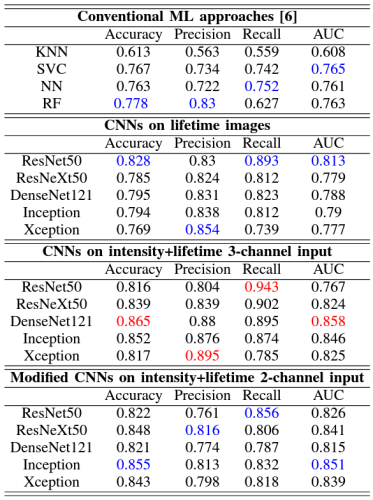 Conventional ML approaches [6]
Accuracy Precision Recall AUC
KNN 0.613 0.563 0.559 0.608
SVC 0.767 0.734 0.742 0.765
NN 0.763 0.722 0.752 0.761
RF 0.778 0.83 0.627 0.763
CNNs on lifetime images
Accuracy Precision Recall AUC
ResNet50 0.828 0.83 0.893 0.813
ResNeXt50 0.785 0.824 0.812 0.779
DenseNet121 0.795 0.831 0.823 0.788
Inception 0.794 0.838 0.812 0.79
Xception 0.769 0.854 0.739 0.777
CNNs on intensity+lifetime 3-channel input
Accuracy Precision Recall AUC
ResNet50 0.816 0.804 0.943 0.767
ResNeXt50 0.839 0.839 0.902 0.824
DenseNet121 0.865 0.88 0.895 0.858
Inception 0.852 0.876 0.874 0.846
Xception 0.817 0.895 0.785 0.825
Modified CNNs on intensity+lifetime 2-channel input
Accuracy Precision Recall AUC
ResNet50 0.822 0.761 0.856 0.826
ResNeXt50 0.848 0.816 0.806 0.841
DenseNet121 0.821 0.774 0.787 0.815
Inception 0.855 0.813 0.832 0.851
Xception 0.843 0.798 0.818 0.839